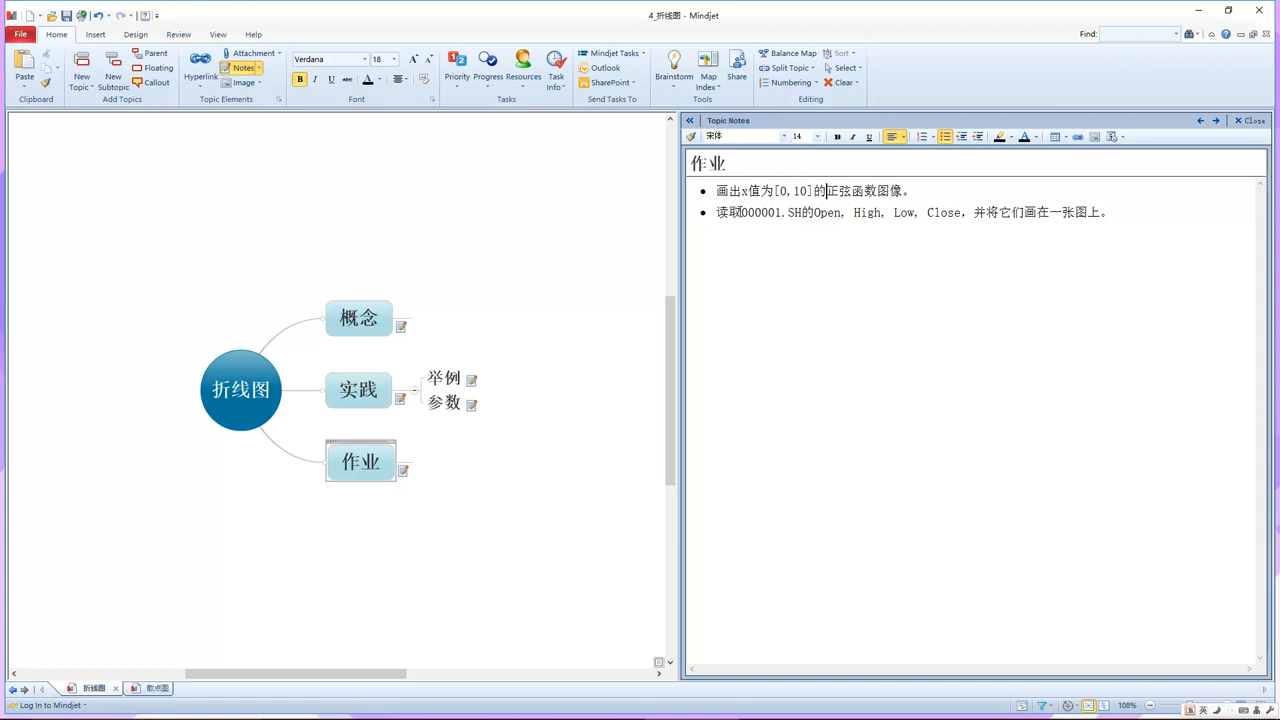 4_折线图 - Mindjet
File Home Insert Design Review View Help Find:
Paste
Clipboard
New Topic
New Subtopic
Parent
Floating
Callout
Add Topics
Hyperlink
Attachment
Notes
Image
Topic Elements
Verdana 18
B I U abc A
Font
Priority
Progress
Resources
Task Info
Tasks
Mindjet Tasks
Outlook
SharePoint
Send Tasks To
Brainstorm
Map Index
Share
Tools
Balance Map
Split Topic
Numbering
Sort
Select
Clear
Editing
Topic Notes Close
宋体 14 B I U A
作业
画出x值为[0,10]的正弦函数图像。
读取000001.SH的Open, High, Low, Close，并将它们画在一张图上。
折线图
概念
实践
举例
参数
作业
折线图 散点图
Log In to Mindjet 108% 英